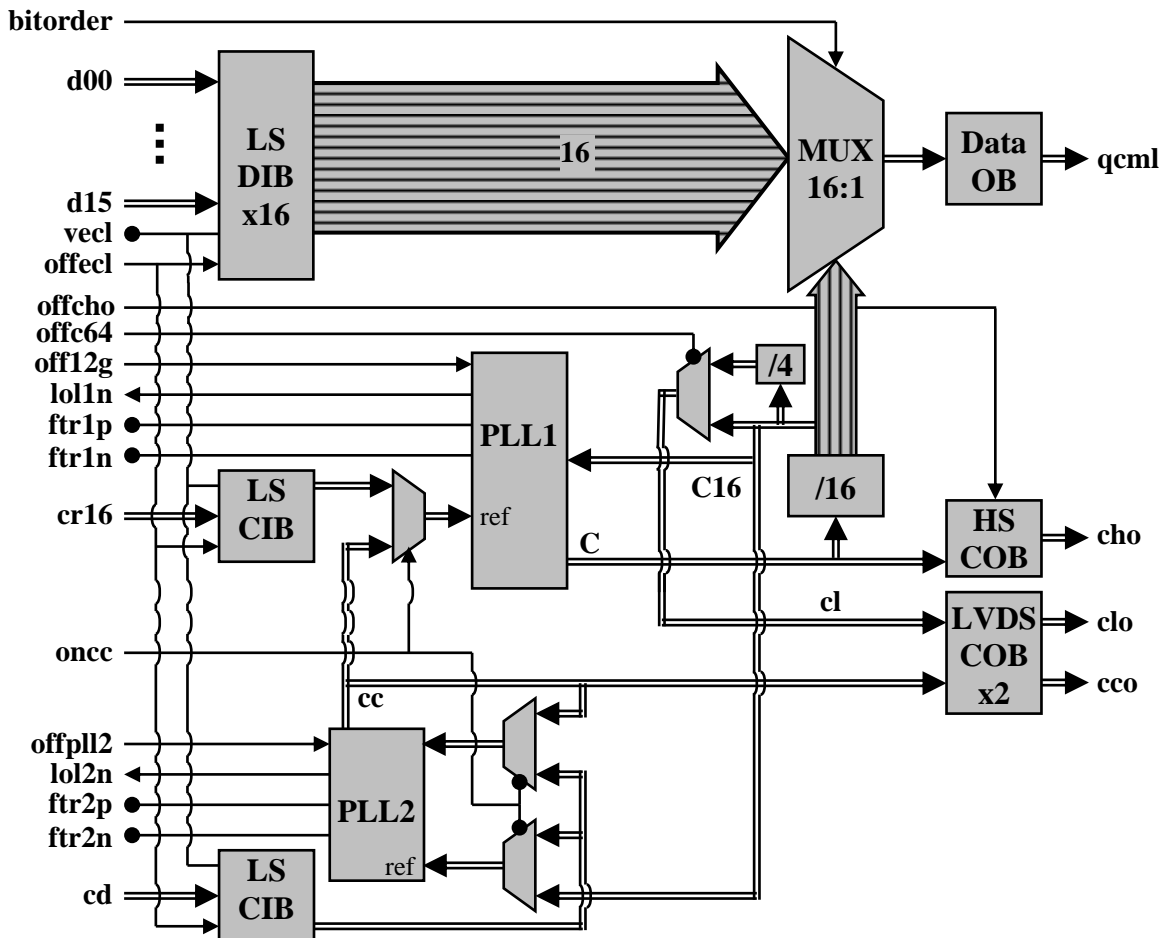 bitorder
d00
d15
vecl
offecl
offcho
offc64
off12g
lol1n
ftr1p
ftr1n
cr16
oncc
offpll2
lol2n
ftr2p
ftr2n
cd
LS
DIB
x16
16
MUX
16:1
Data
OB
qcml
/4
PLL1
ref
C16
/16
C
LS
CIB
HS
COB
cho
cl
LVDS
COB
x2
clo
cco
cc
PLL2
ref
LS
CIB